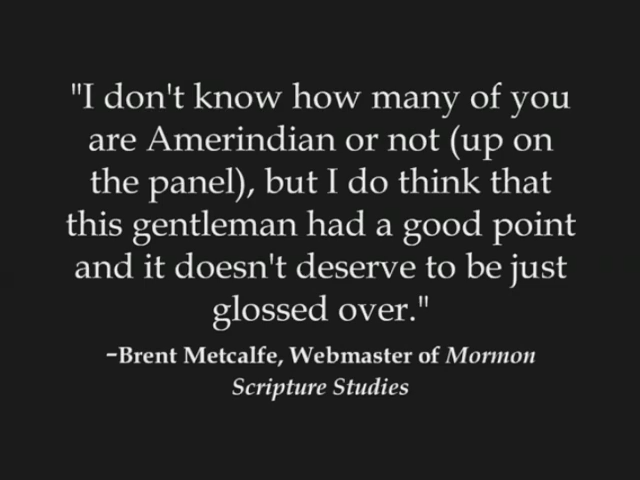 "I don't know how many of you
are Amerindian or not (up on
the panel), but I do think that
this gentleman had a good point
and it doesn't deserve to be just
glossed over."
-Brent Metcalfe, Webmaster of Mormon
Scripture Studies